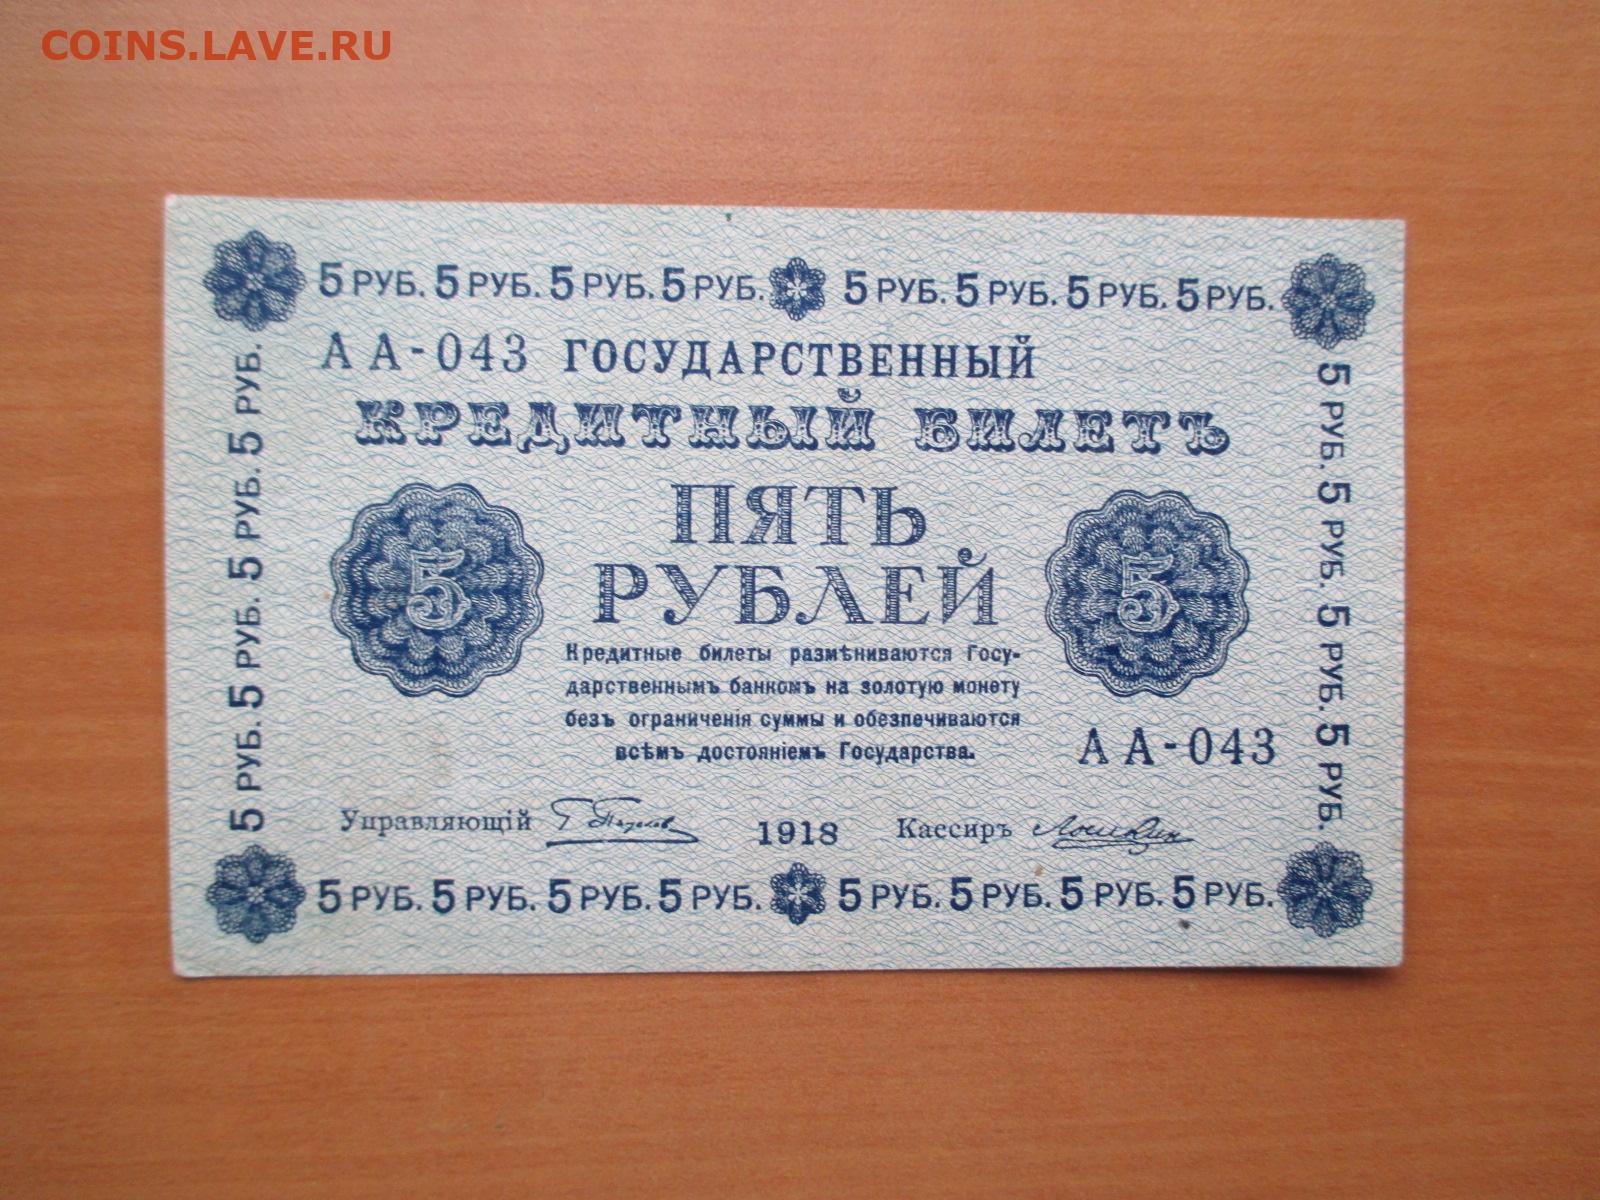 COINS.LAVE.RU
5 РУБ. 5 РУБ. 5 РУБ. 5 РУБ. 5 РУБ. 5 РУБ. 5 РУБ. 5 РУБ.
АА-043 ГОСУДАРСТВЕННЫЙ
КРЕДИТНЫЙ БИЛЕТЪ
ПЯТЬ
РУБЛЕЙ
5
5
Кредитные билеты размѣниваются Госу-
дарственнымъ банкомъ на золотую монету
безъ ограниченія суммы и обезпечиваются
всѣмъ достояніемъ Государства.
АА-043
Управляющій
1918 Кассиръ
5 РУБ. 5 РУБ. 5 РУБ. 5 РУБ. 5 РУБ. 5 РУБ. 5 РУБ. 5 РУБ.
5 РУБ. 5 РУБ. 5 РУБ. 5 РУБ.
5 РУБ. 5 РУБ. 5 РУБ. 5 РУБ.